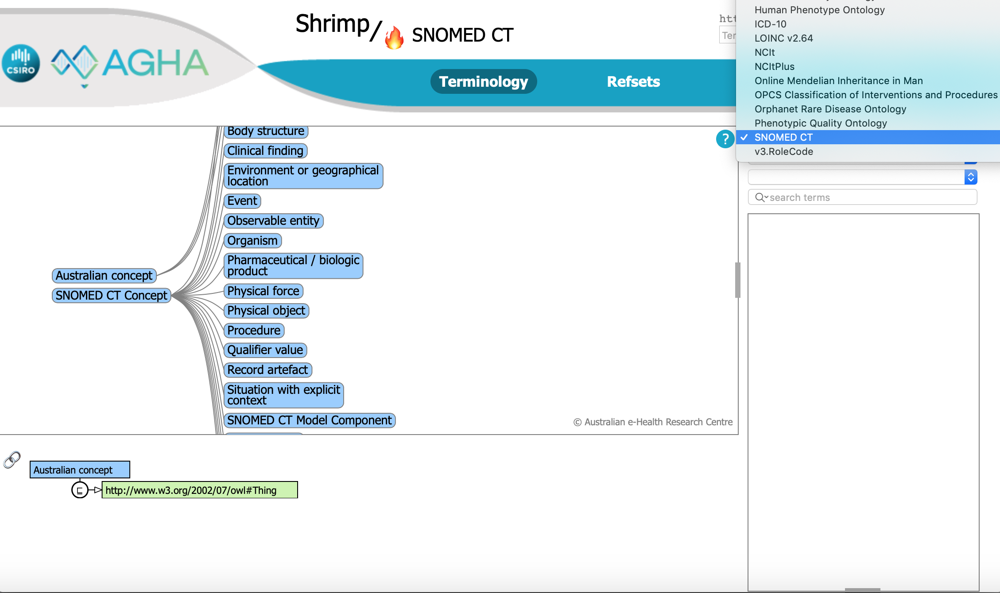 Shrimp/🔥 SNOMED CT
CSIRO
AGHA
Terminology
Refsets
Human Phenotype Ontology
ICD-10
LOINC v2.64
NCIt
NCItPlus
Online Mendelian Inheritance in Man
OPCS Classification of Interventions and Procedures
Orphanet Rare Disease Ontology
Phenotypic Quality Ontology
✓ SNOMED CT
v3.RoleCode
?
search terms
Body structure
Clinical finding
Environment or geographical
location
Event
Observable entity
Organism
Pharmaceutical / biologic
product
Australian concept
SNOMED CT Concept
Physical force
Physical object
Procedure
Qualifier value
Record artefact
Situation with explicit
context
SNOMED CT Model Component
© Australian e-Health Research Centre
Australian concept
⊑
http://www.w3.org/2002/07/owl#Thing